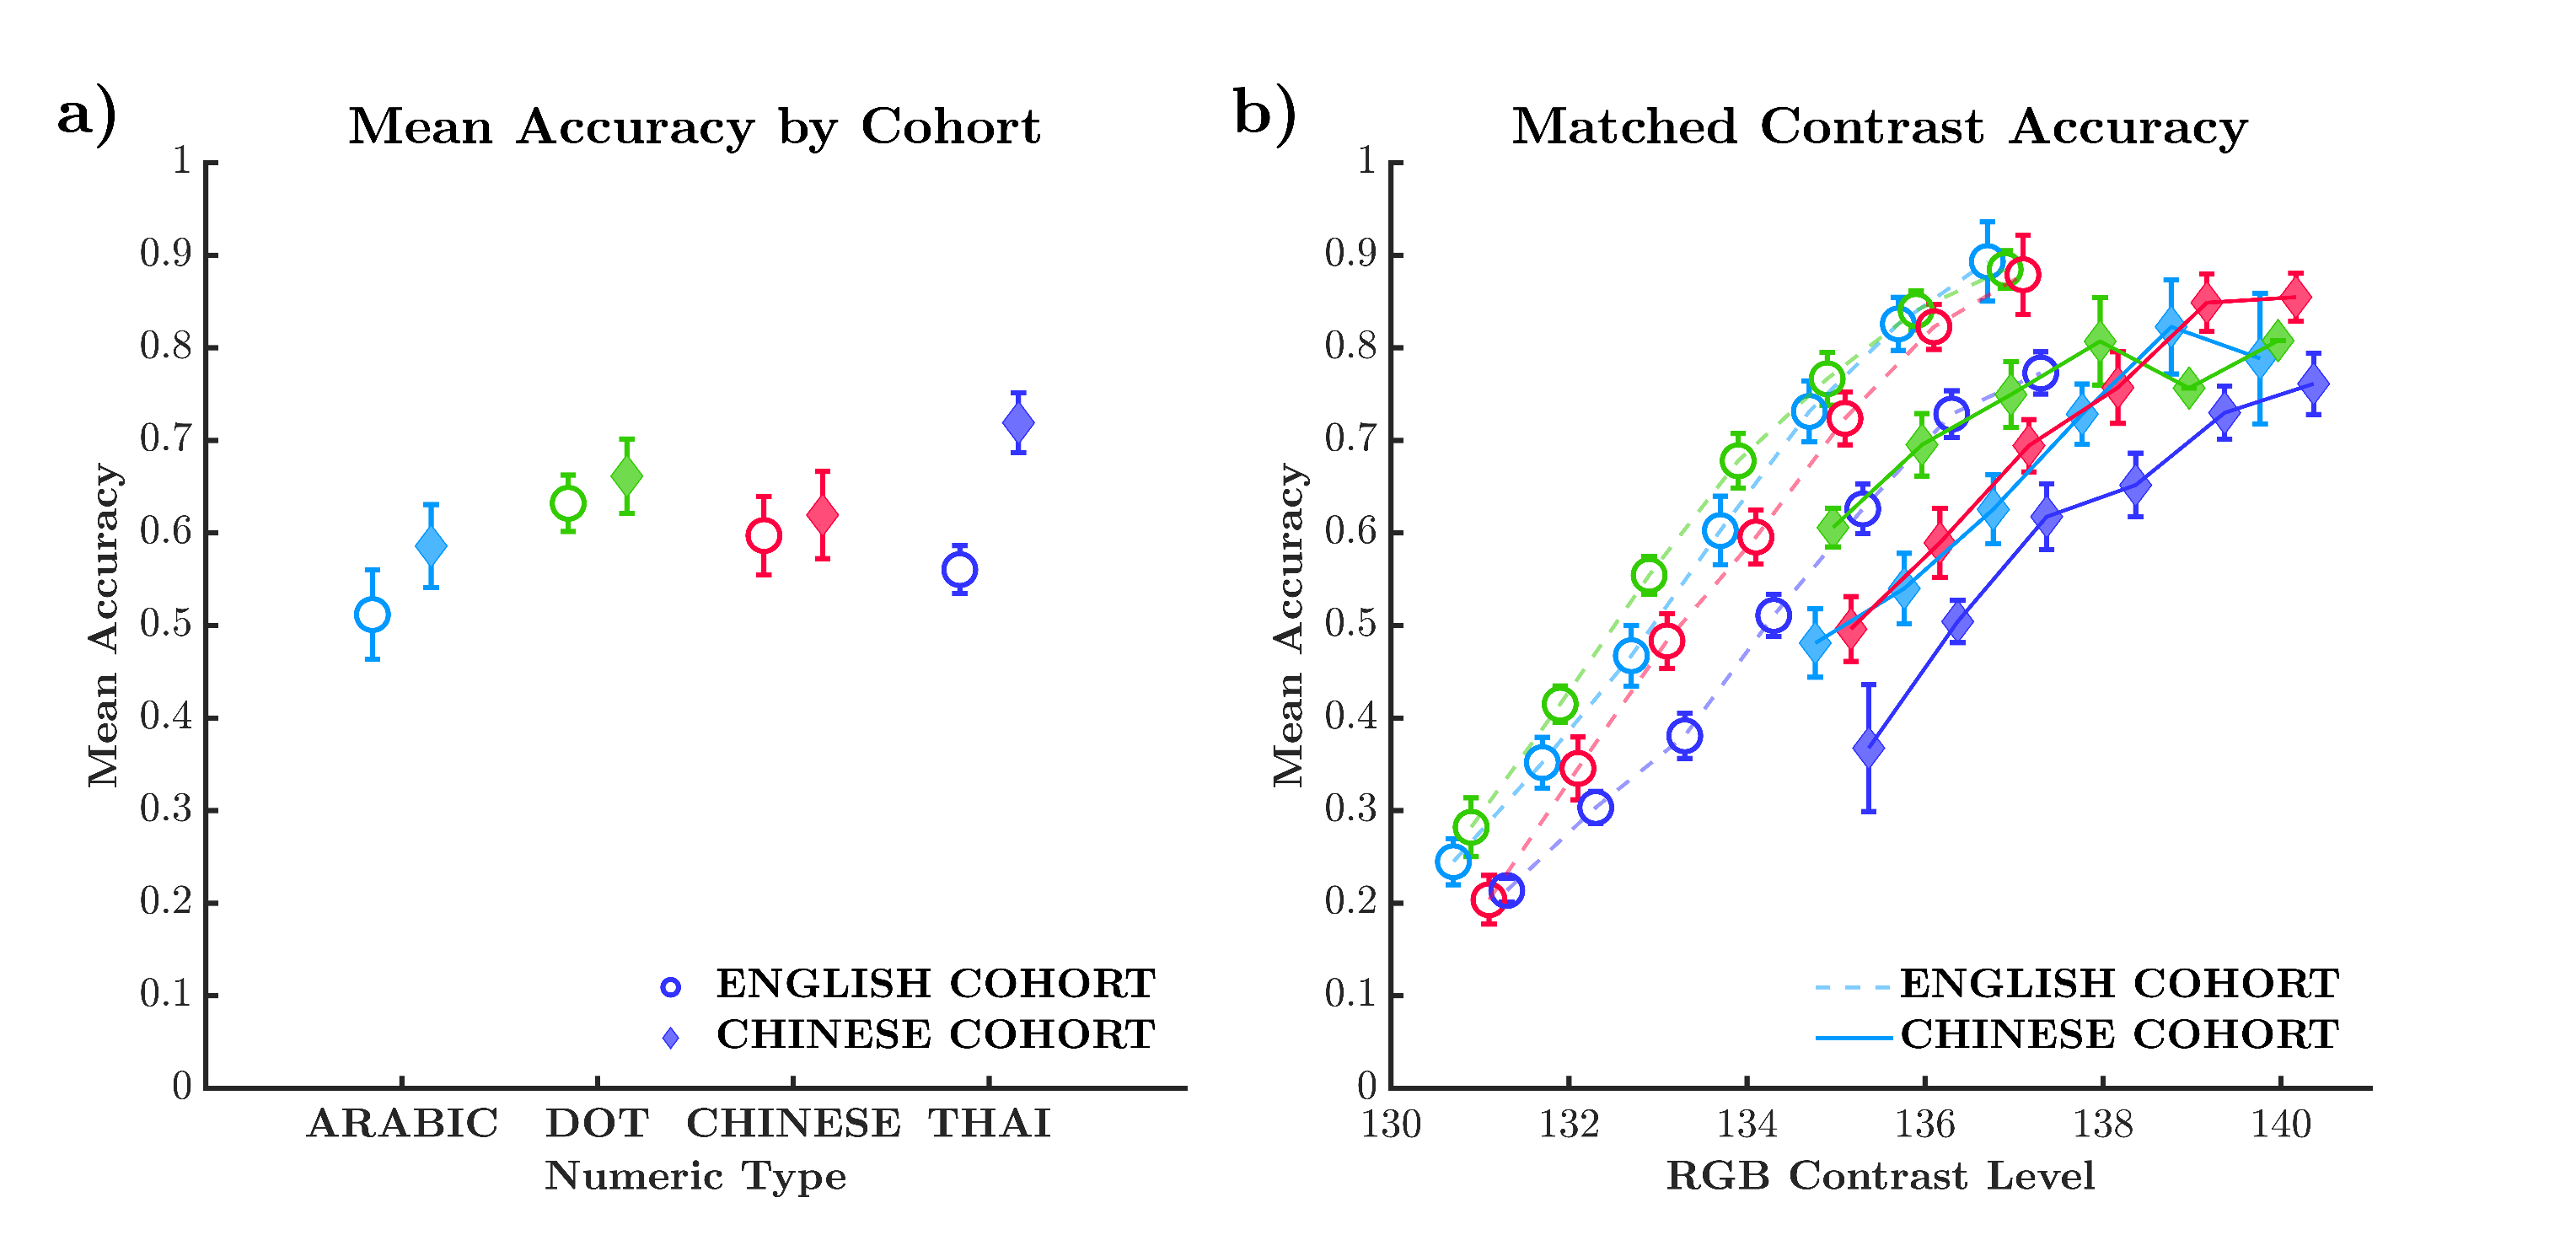 a)
Mean Accuracy by Cohort
1
0.9
0.8
0.7
0.6
0.5
0.4
0.3
0.2
0.1
0
Mean Accuracy
ENGLISH COHORT
CHINESE COHORT
ARABIC DOT CHINESE THAI
Numeric Type
b)
Matched Contrast Accuracy
1
0.9
0.8
0.7
0.6
0.5
0.4
0.3
0.2
0.1
0
Mean Accuracy
ENGLISH COHORT
CHINESE COHORT
130 132 134 136 138 140
RGB Contrast Level